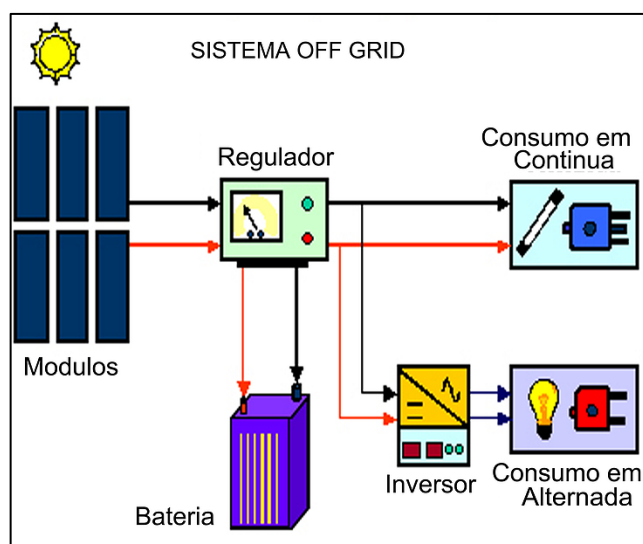 SISTEMA OFF GRID
Regulador
Consumo em
Continua
Modulos
Bateria
Inversor
Consumo em
Alternada